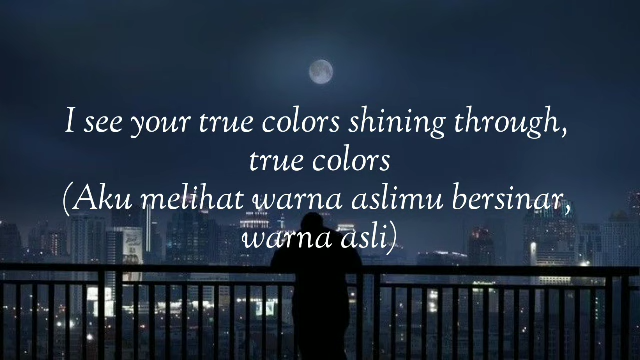 I see your true colors shining through,
true colors
(Aku melihat warna aslimu bersinar,
warna asli)